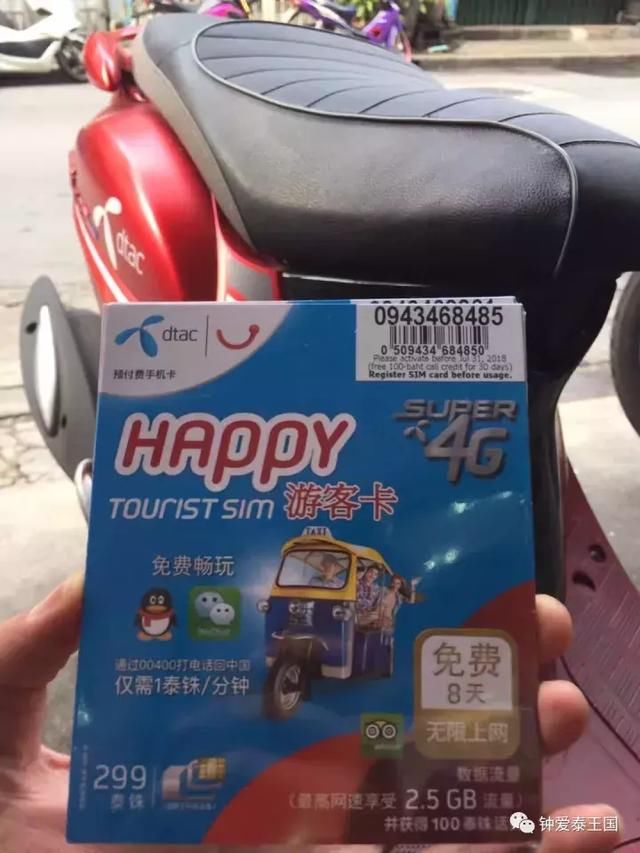 dtac
dtac
预付费手机卡
0943468485
0 509434 684850
Please activate before Jul 31, 2018
(free 100-baht call credit for 30 days)
Register SIM card before usage.
HAPPY
SUPER
4G
TOURIST SIM 游客卡
TAXI
免费畅玩
WeChat
通过00400打电话回中国
仅需1泰铢/分钟
免费
8天
无限上网
299
泰铢
数据流量
(最高网速享受 2.5 GB 流量)
并获得 100 泰铢话
钟爱泰王国